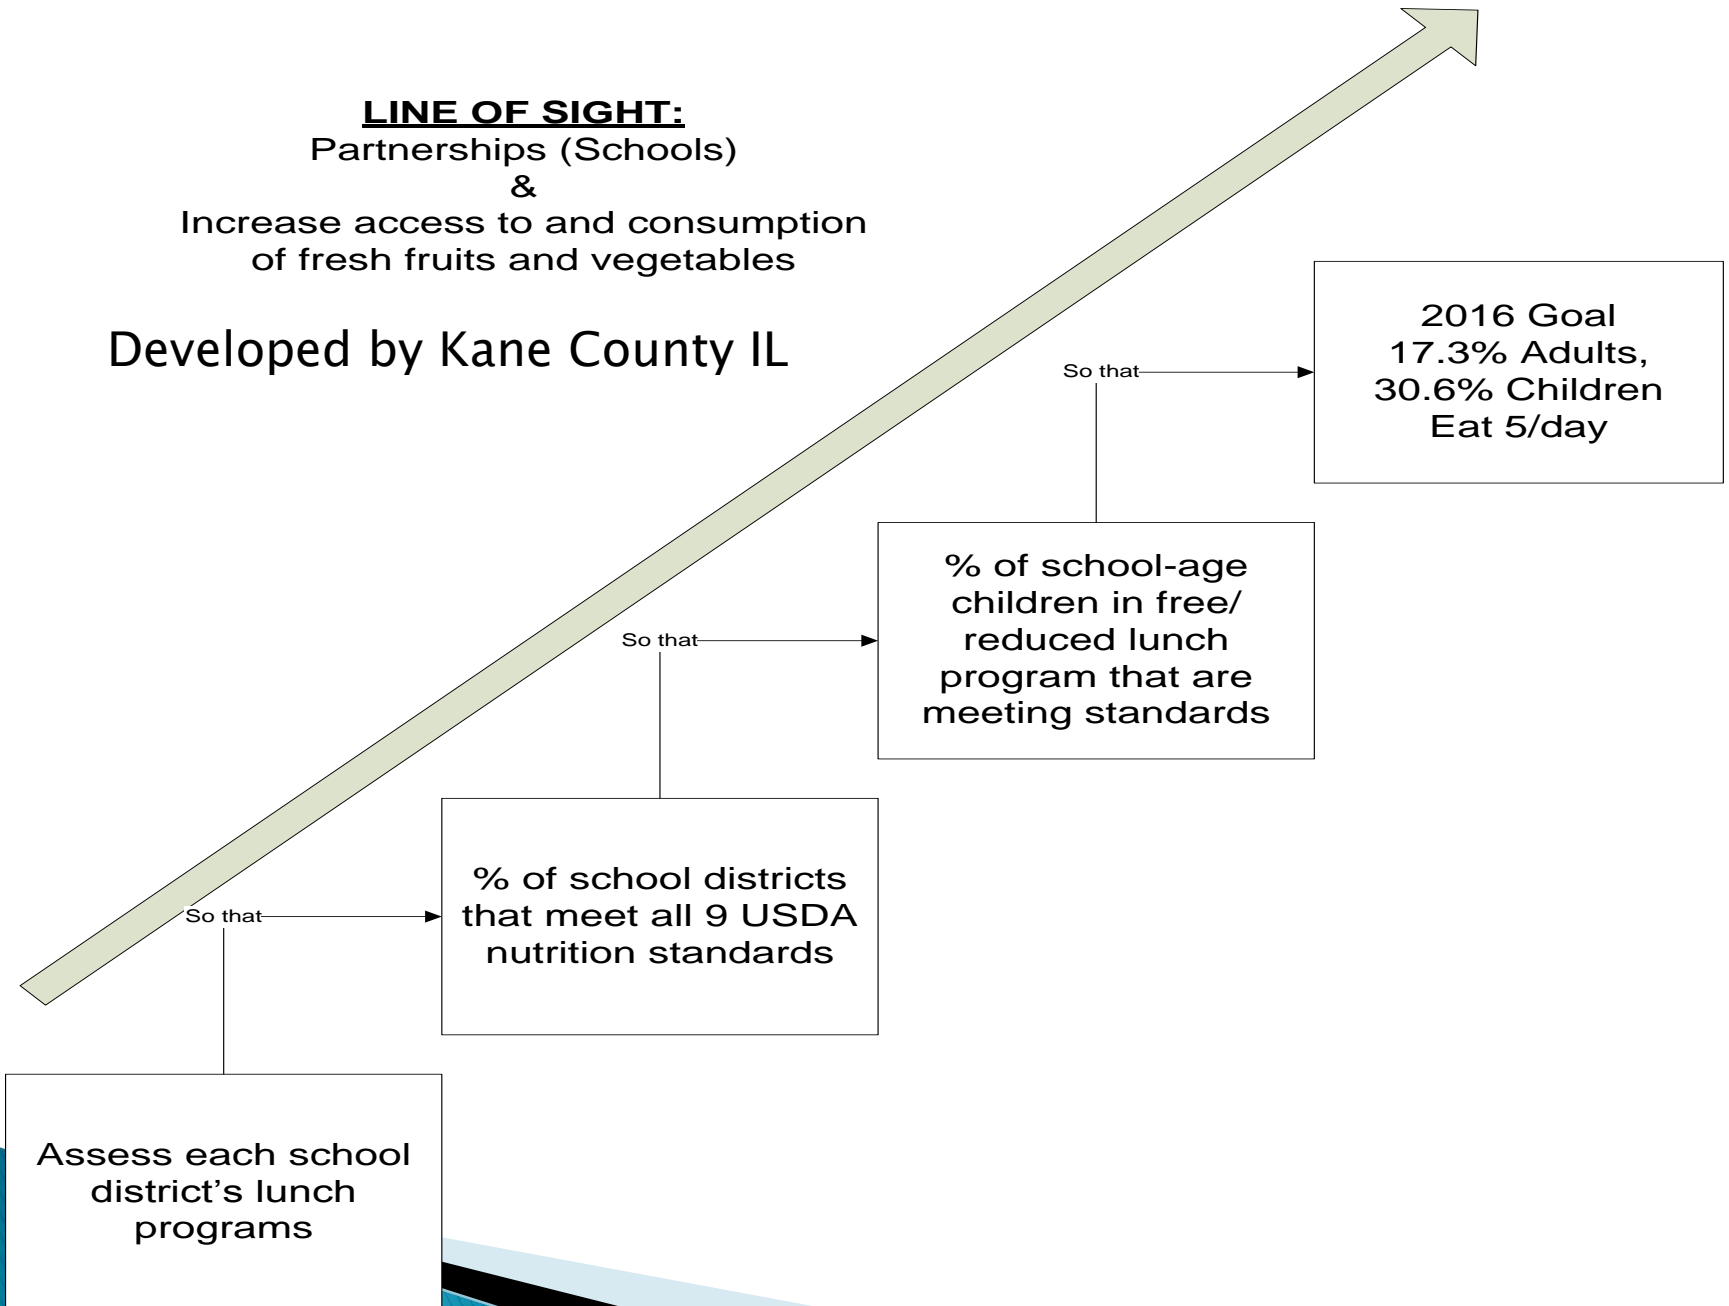 LINE OF SIGHT:
Partnerships (Schools)
&
Increase access to and consumption
of fresh fruits and vegetables
Developed by Kane County IL
2016 Goal
17.3% Adults,
30.6% Children
Eat 5/day
So that
% of school-age
children in free/
reduced lunch
program that are
meeting standards
So that
% of school districts
that meet all 9 USDA
nutrition standards
So that
Assess each school
district’s lunch
programs